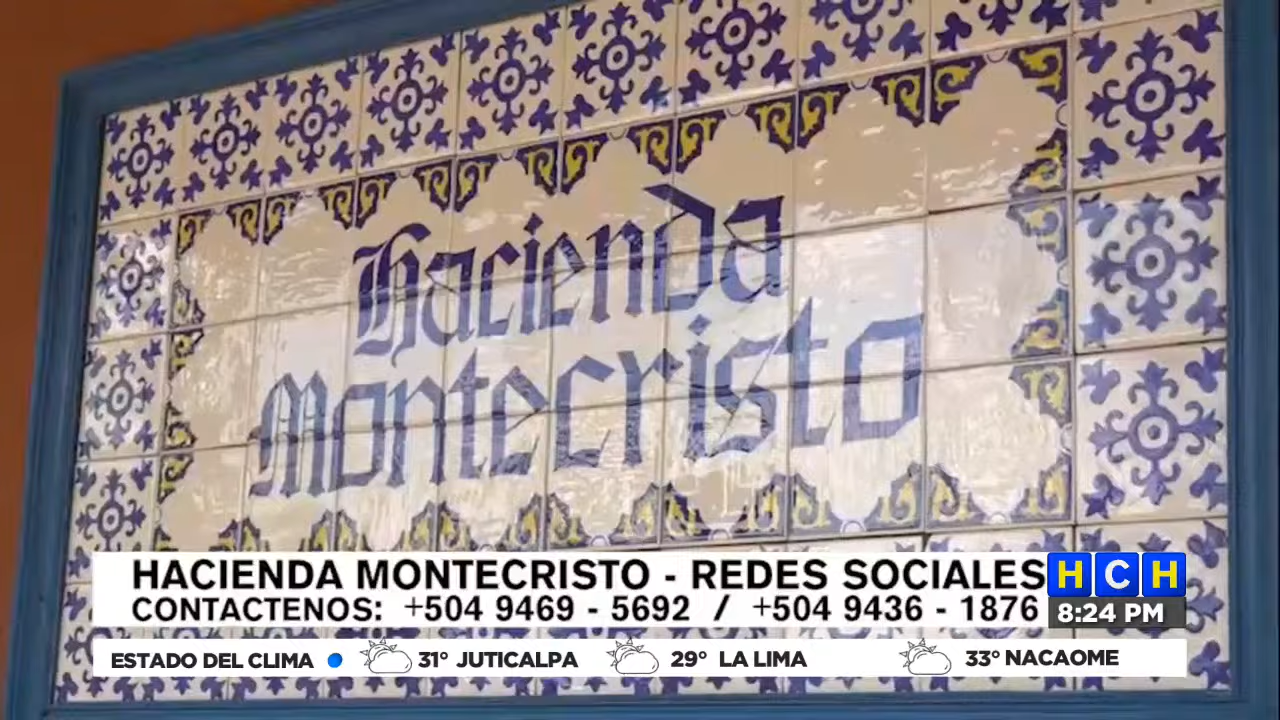 Hacienda
Montecristo
HACIENDA MONTECRISTO - REDES SOCIALES
CONTACTENOS: +504 9469 - 5692 / +504 9436 - 1876
HCH
8:24 PM
ESTADO DEL CLIMA 31° JUTICALPA 29° LA LIMA 33° NACAOME